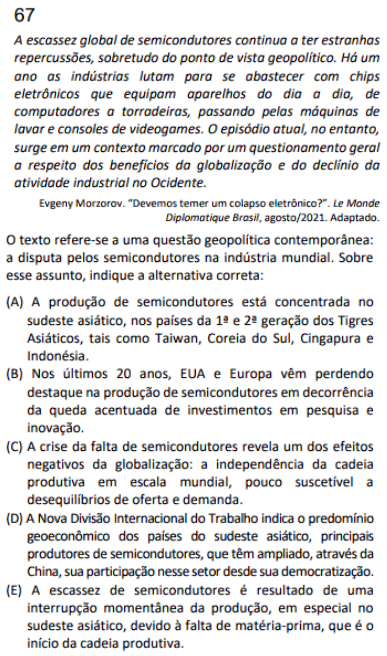 67
A escassez global de semicondutores continua a ter estranhas
repercussões, sobretudo do ponto de vista geopolítico. Há um
ano as indústrias lutam para se abastecer com chips
eletrônicos que equipam aparelhos do dia a dia, de
computadores a torradeiras, passando pelas máquinas de
lavar e consoles de videogames. O episódio atual, no entanto,
surge em um contexto marcado por um questionamento geral
a respeito dos benefícios da globalização e do declínio da
atividade industrial no Ocidente.
Evgeny Morzorov. "Devemos temer um colapso eletrônico?". Le Monde
Diplomatique Brasil, agosto/2021. Adaptado.
O texto refere-se a uma questão geopolítica contemporânea:
a disputa pelos semicondutores na indústria mundial. Sobre
esse assunto, indique a alternativa correta:
(A) A produção de semicondutores está concentrada no
sudeste asiático, nos países da 1ª e 2ª geração dos Tigres
Asiáticos, tais como Taiwan, Coreia do Sul, Cingapura e
Indonésia.
(B) Nos últimos 20 anos, EUA e Europa vêm perdendo
destaque na produção de semicondutores em decorrência
da queda acentuada de investimentos em pesquisa e
inovação.
(C) A crise da falta de semicondutores revela um dos efeitos
negativos da globalização: a independência da cadeia
produtiva em escala mundial, pouco suscetível a
desequilíbrios de oferta e demanda.
(D) A Nova Divisão Internacional do Trabalho indica o predomínio
geoeconômico dos países do sudeste asiático, principais
produtores de semicondutores, que têm ampliado, através da
China, sua participação nesse setor desde sua democratização.
(E) A escassez de semicondutores é resultado de uma
interrupção momentânea da produção, em especial no
sudeste asiático, devido à falta de matéria-prima, que é o
início da cadeia produtiva.